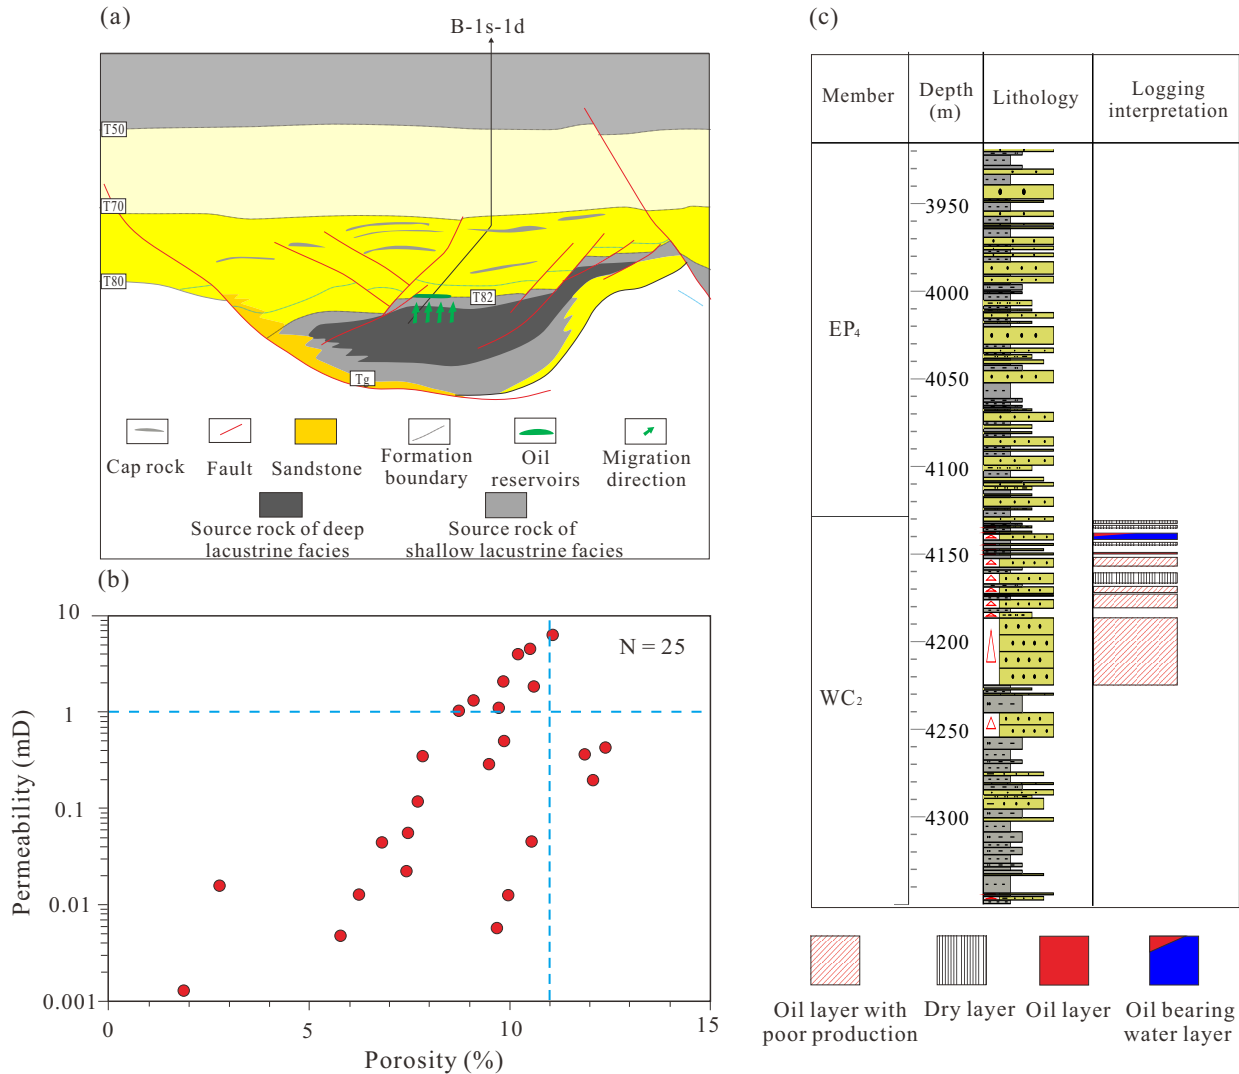 (a)
B-1s-1d
T50
T70
T80
T82
Tg
Cap rock
Fault
Sandstone
Formation
boundary
Oil
reservoirs
Migration
direction
Source rock of deep
lacustrine facies
Source rock of
shallow lacustrine facies
(b)
N = 25
10
1
0.1
0.01
0.001
Permeability (mD)
0
5
10
15
Porosity (%)
(c)
Member
Depth
(m)
Lithology
Logging
interpretation
EP₄
WC₂
3950
4000
4050
4100
4150
4200
4250
4300
Oil layer with
poor production
Dry layer
Oil layer
Oil bearing
water layer